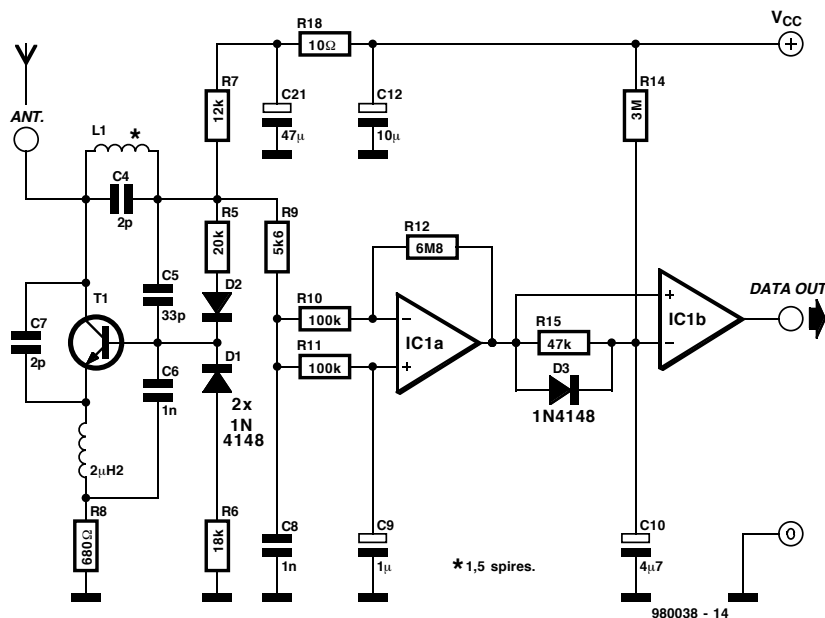 R18
VCC
10Ω
+
R7
C21
C12
R14
ANT.
12k
3M
47µ
10µ
L1
*
C4
2p
R5
R9
R12
20k
5k6
6M8
C5
D2
T1
33p
R10
DATA OUT
C7
100k
−
+
R15
IC1b
IC1a
R11
47k
−
2p
D1
100k
+
C6
D3
2x
1n
1N
1N4148
4148
2µH2
R8
R6
C8
C9
C10
0
680Ω
18k
1n
1µ
* 1,5 spires.
4µ7
980038 - 14